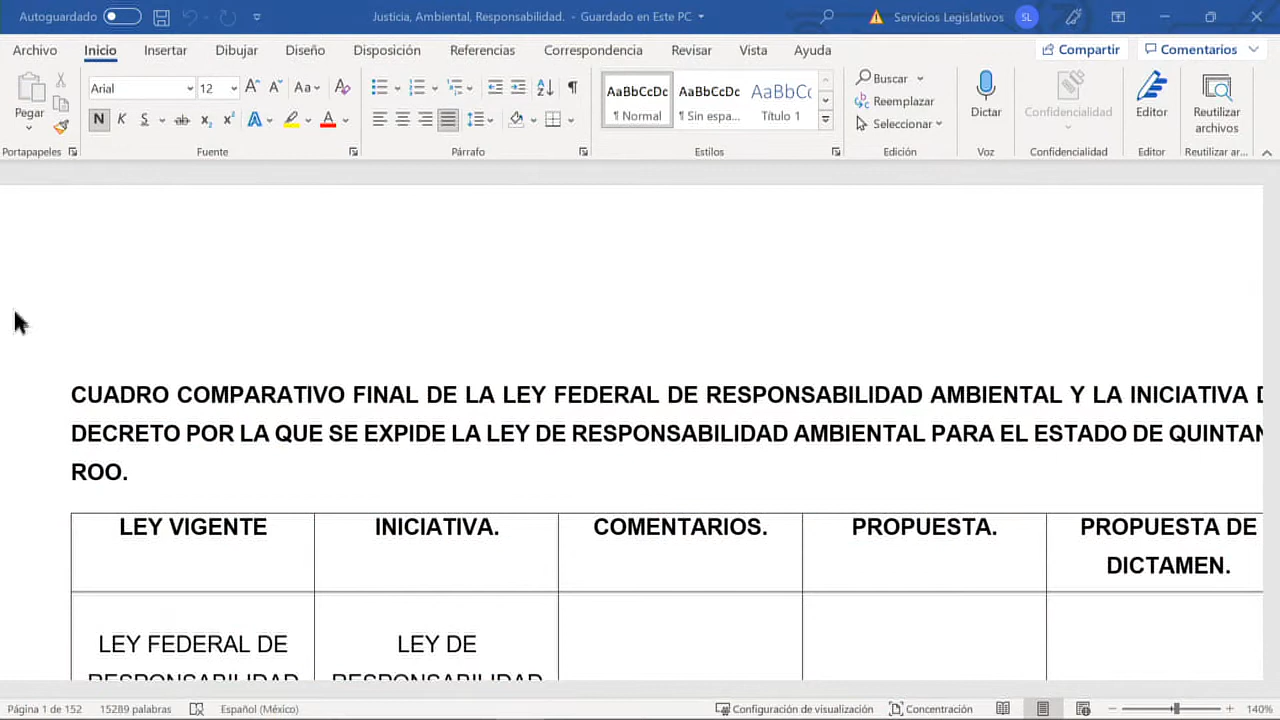 Autoguardado Justicia, Ambiental, Responsabilidad. - Guardado en Este PC Servicios Legislativos SL
Archivo Inicio Insertar Dibujar Diseño Disposición Referencias Correspondencia Revisar Vista Ayuda Compartir Comentarios
Pegar
Portapapeles
Arial 12
N K S ab x₂ x² A A
Fuente
Párrafo
AaBbCcDc AaBbCcDc AaBbCc
¶ Normal ¶ Sin espa... Título 1
Estilos
Buscar
Reemplazar
Seleccionar
Edición
Dictar
Voz
Confidencialidad
Confidencialidad
Editor
Editor
Reutilizar
archivos
Reutilizar ar...
CUADRO COMPARATIVO FINAL DE LA LEY FEDERAL DE RESPONSABILIDAD AMBIENTAL Y LA INICIATIVA D
DECRETO POR LA QUE SE EXPIDE LA LEY DE RESPONSABILIDAD AMBIENTAL PARA EL ESTADO DE QUINTAN
ROO.
LEY VIGENTE INICIATIVA. COMENTARIOS. PROPUESTA. PROPUESTA DE
DICTAMEN.
LEY FEDERAL DE LEY DE
RESPONSABILIDAD RESPONSABILIDAD
Página 1 de 152 15289 palabras Español (México) Configuración de visualización Concentración 140%